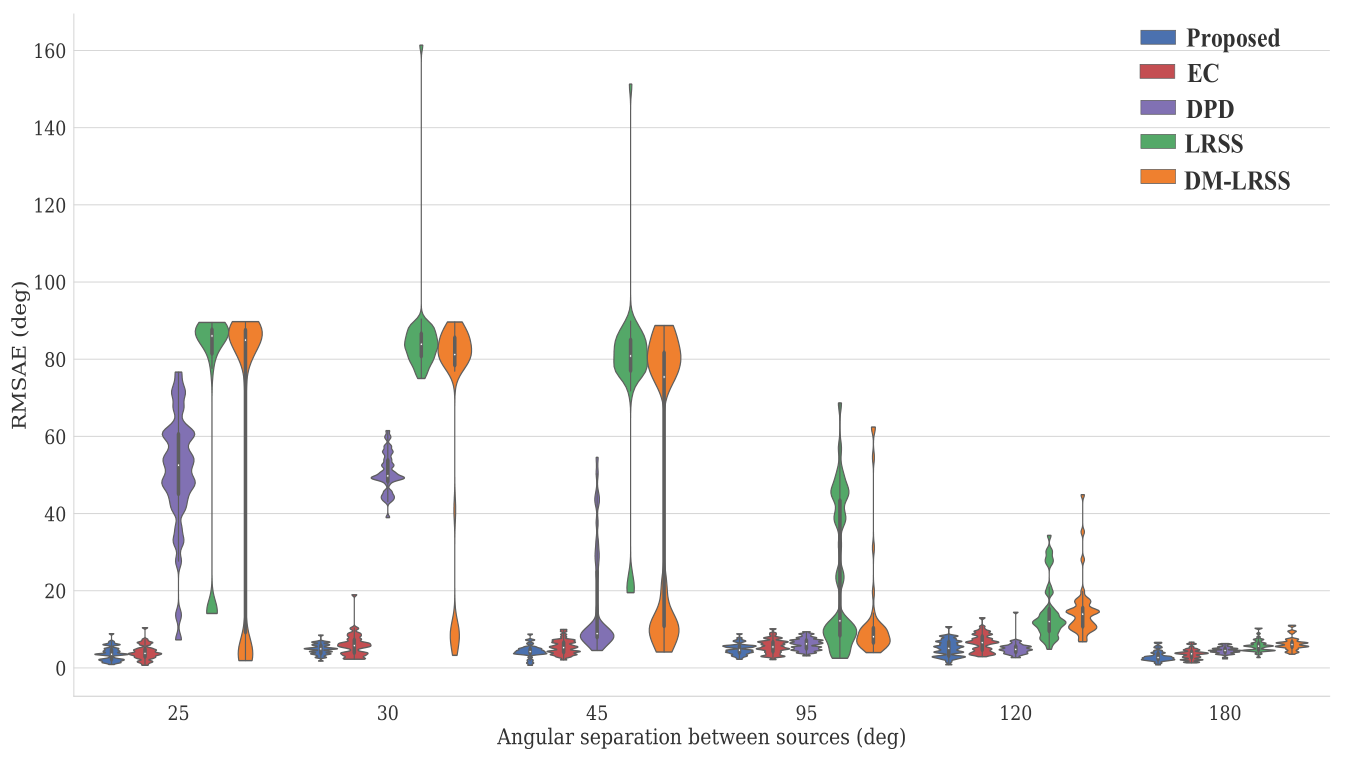 Proposed
EC
DPD
LRSS
DM-LRSS
RMSAE (deg)
160
140
120
100
80
60
40
20
0
25 30 45 95 120 180
Angular separation between sources (deg)